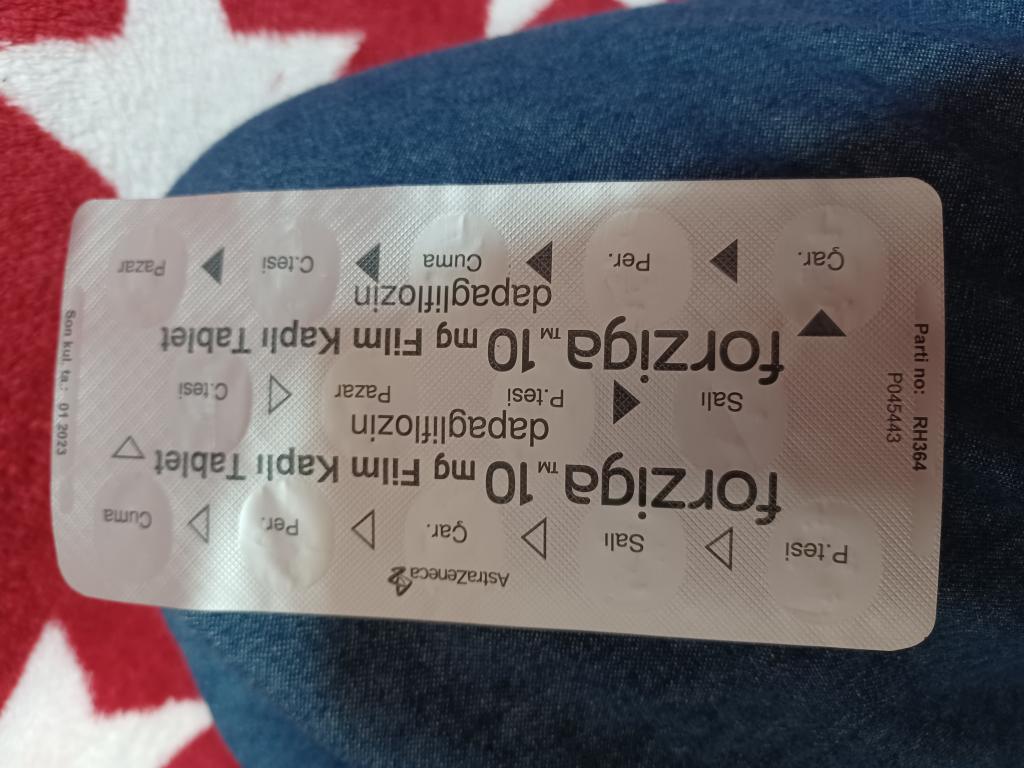 AstraZeneca
P.tesi Salı Çar. Per. Cuma
forziga™ 10 mg Film Kaplı Tablet
dapagliflozin
Salı P.tesi Pazar C.tesi
forziga™ 10 mg Film Kaplı Tablet
dapagliflozin
Çar. Per. Cuma C.tesi Pazar
Parti no: RH364
P045443
Son kul. ta.: 01 2023